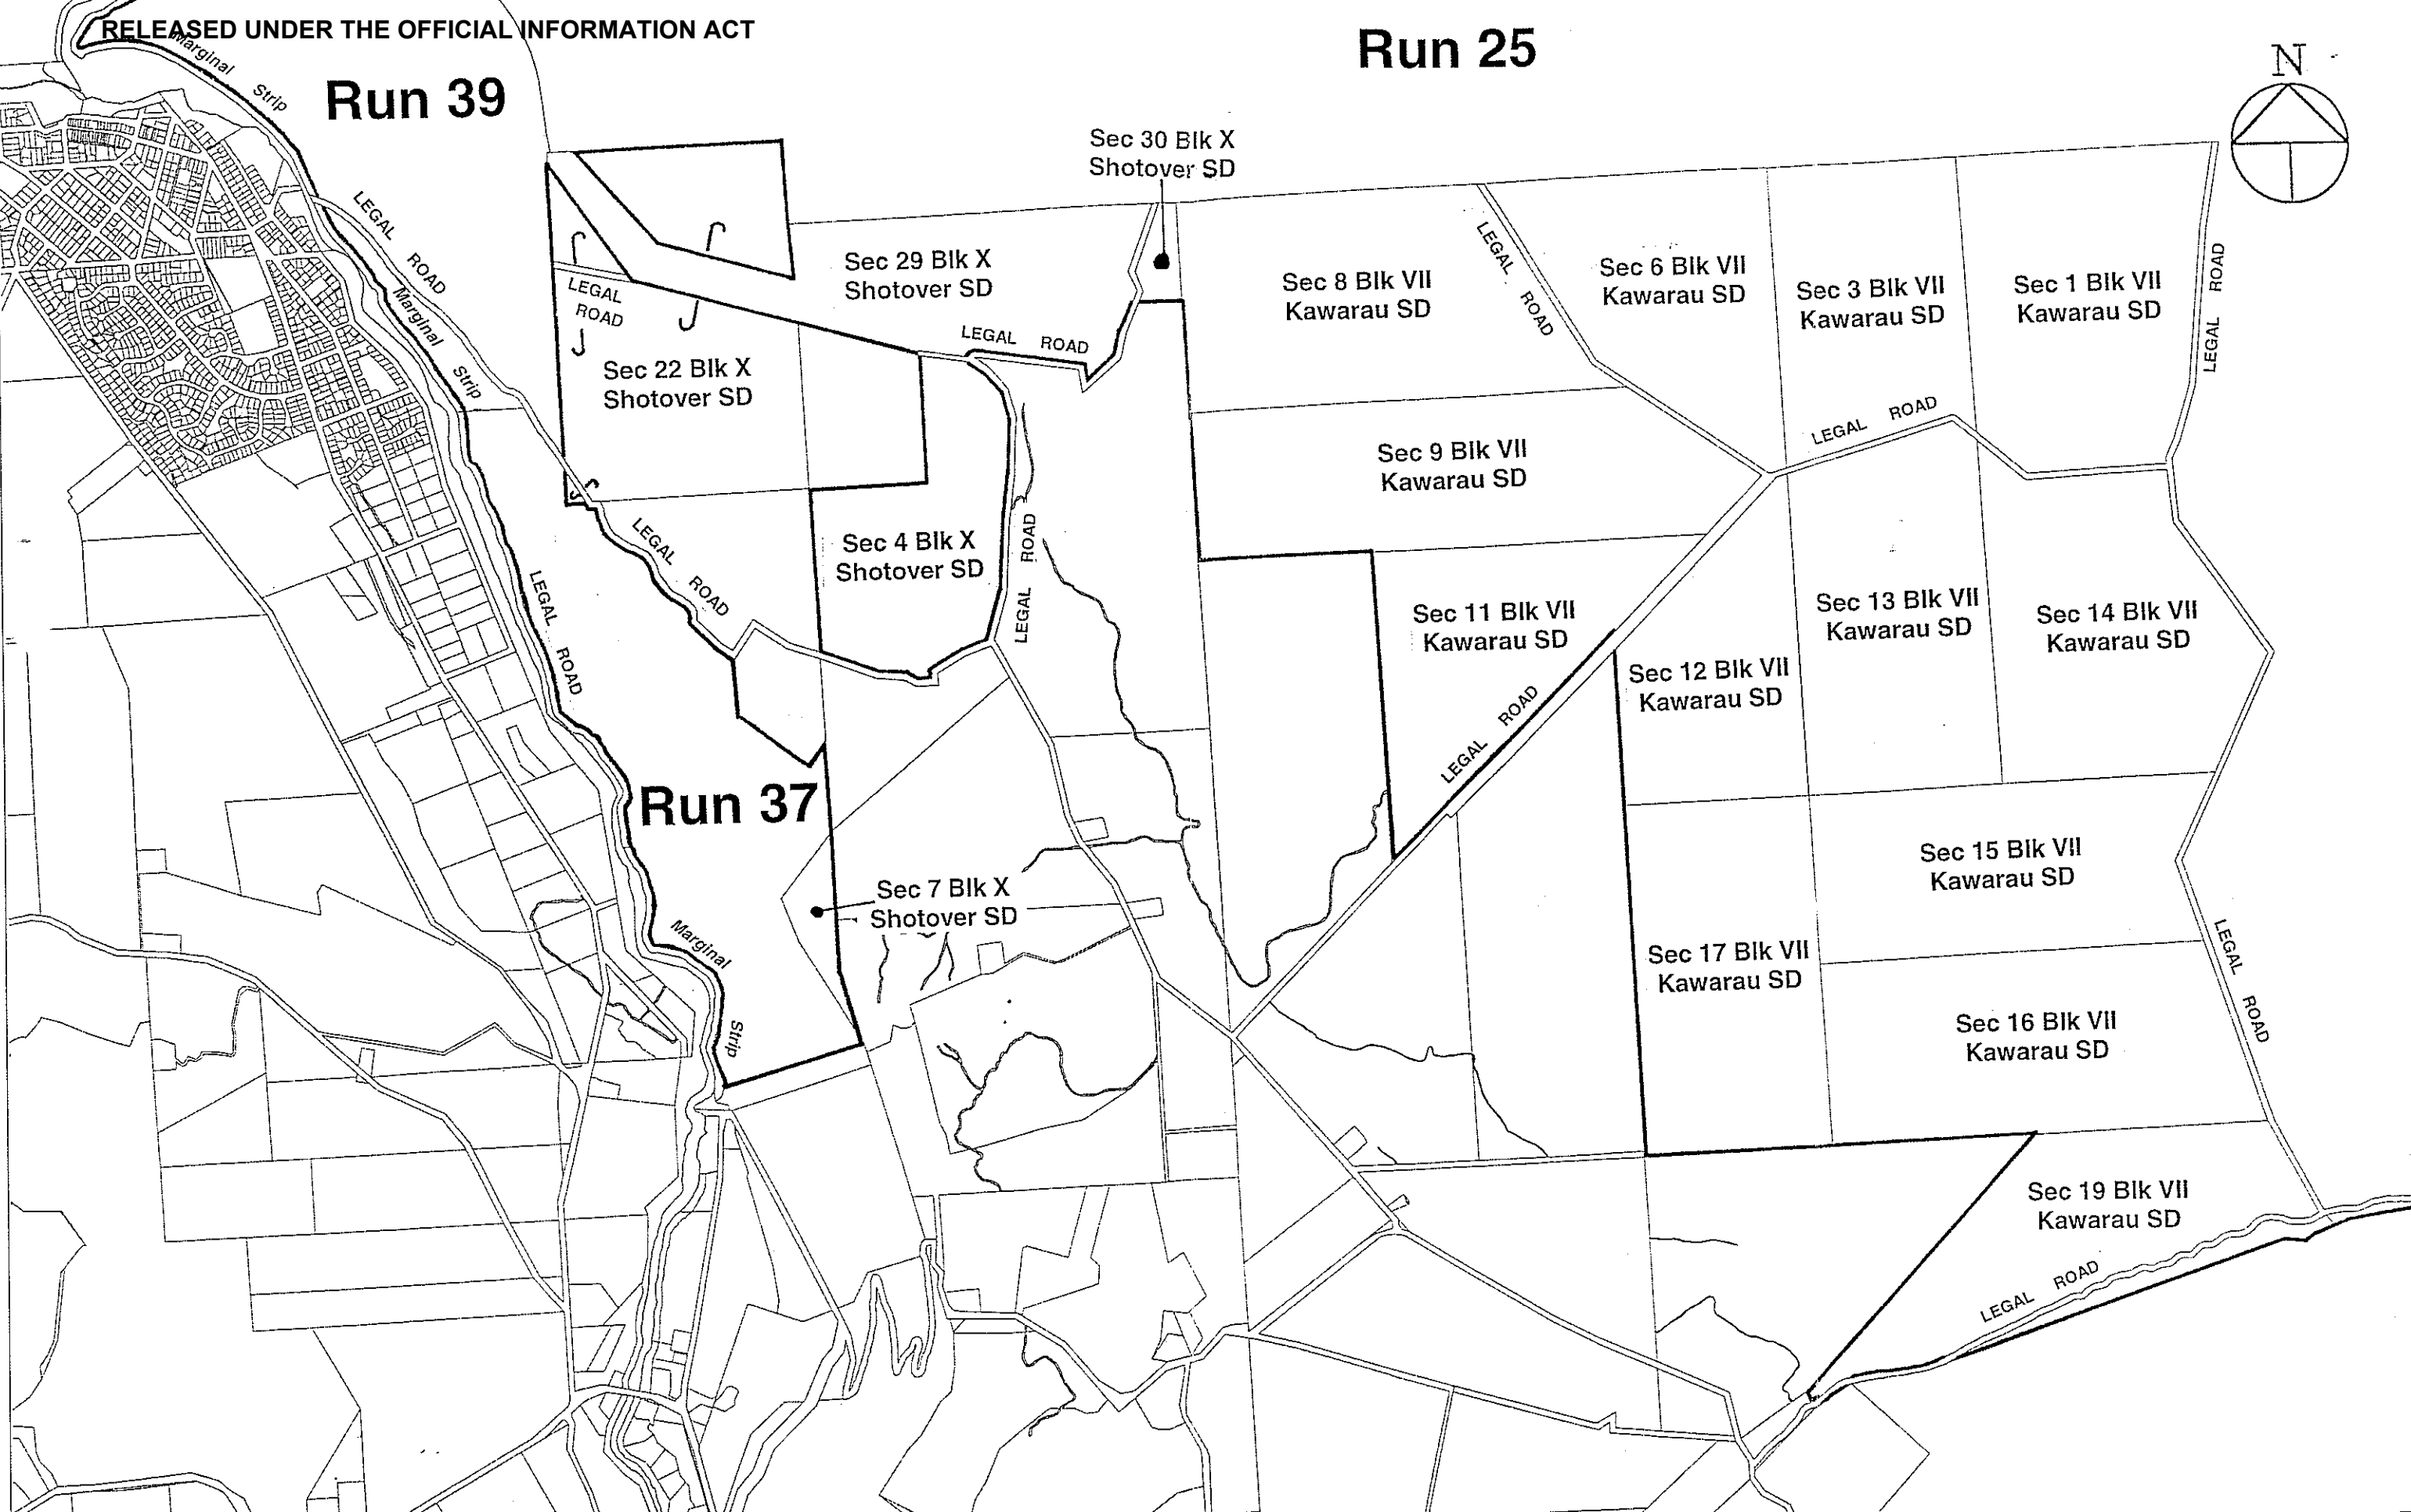 RELEASED UNDER THE OFFICIAL INFORMATION ACT
Run 25
N
Marginal
Strip
Run 39
Sec 30 Blk X
Shotover SD
LEGAL ROAD
Marginal
Strip
LEGAL
ROAD
Sec 29 Blk X
Shotover SD
LEGAL ROAD
Sec 22 Blk X
Shotover SD
Sec 8 Blk VII
Kawarau SD
LEGAL ROAD
Sec 6 Blk VII
Kawarau SD
Sec 3 Blk VII
Kawarau SD
Sec 1 Blk VII
Kawarau SD
LEGAL ROAD
LEGAL ROAD
Sec 9 Blk VII
Kawarau SD
LEGAL ROAD
Sec 4 Blk X
Shotover SD
LEGAL ROAD
LEGAL ROAD
Sec 11 Blk VII
Kawarau SD
Sec 13 Blk VII
Kawarau SD
Sec 14 Blk VII
Kawarau SD
Sec 12 Blk VII
Kawarau SD
LEGAL ROAD
Run 37
Sec 7 Blk X
Shotover SD
Marginal
Strip
Sec 15 Blk VII
Kawarau SD
Sec 17 Blk VII
Kawarau SD
LEGAL ROAD
Sec 16 Blk VII
Kawarau SD
Sec 19 Blk VII
Kawarau SD
LEGAL ROAD